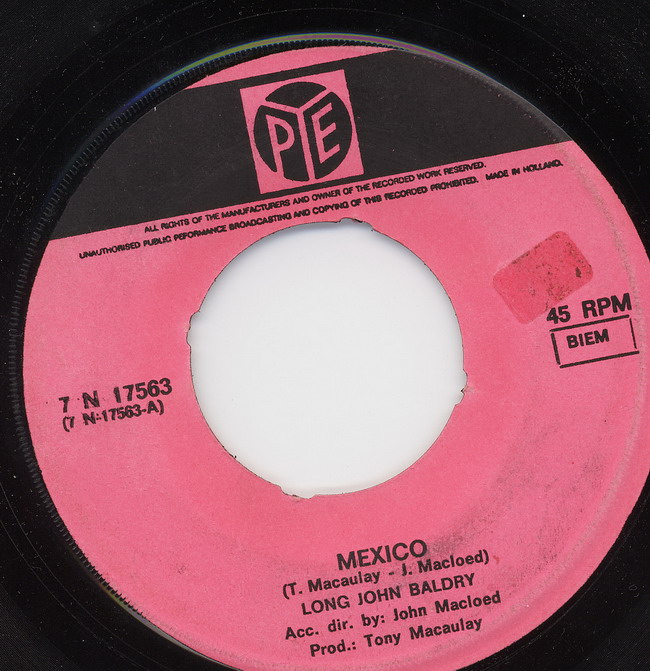 PYE
ALL RIGHTS OF THE MANUFACTURERS AND OWNER OF THE RECORDED WORK RESERVED.
UNAUTHORISED PUBLIC PEFORMANCE BROADCASTING AND COPYING OF THIS RECORDED PROHIBITED. MADE IN HOLLAND.
45 RPM
BIEM
7 N 17563
(7 N-17563-A)
MEXICO
(T. Macaulay - J. Macloed)
LONG JOHN BALDRY
Acc. dir. by: John Macloed
Prod.: Tony Macaulay